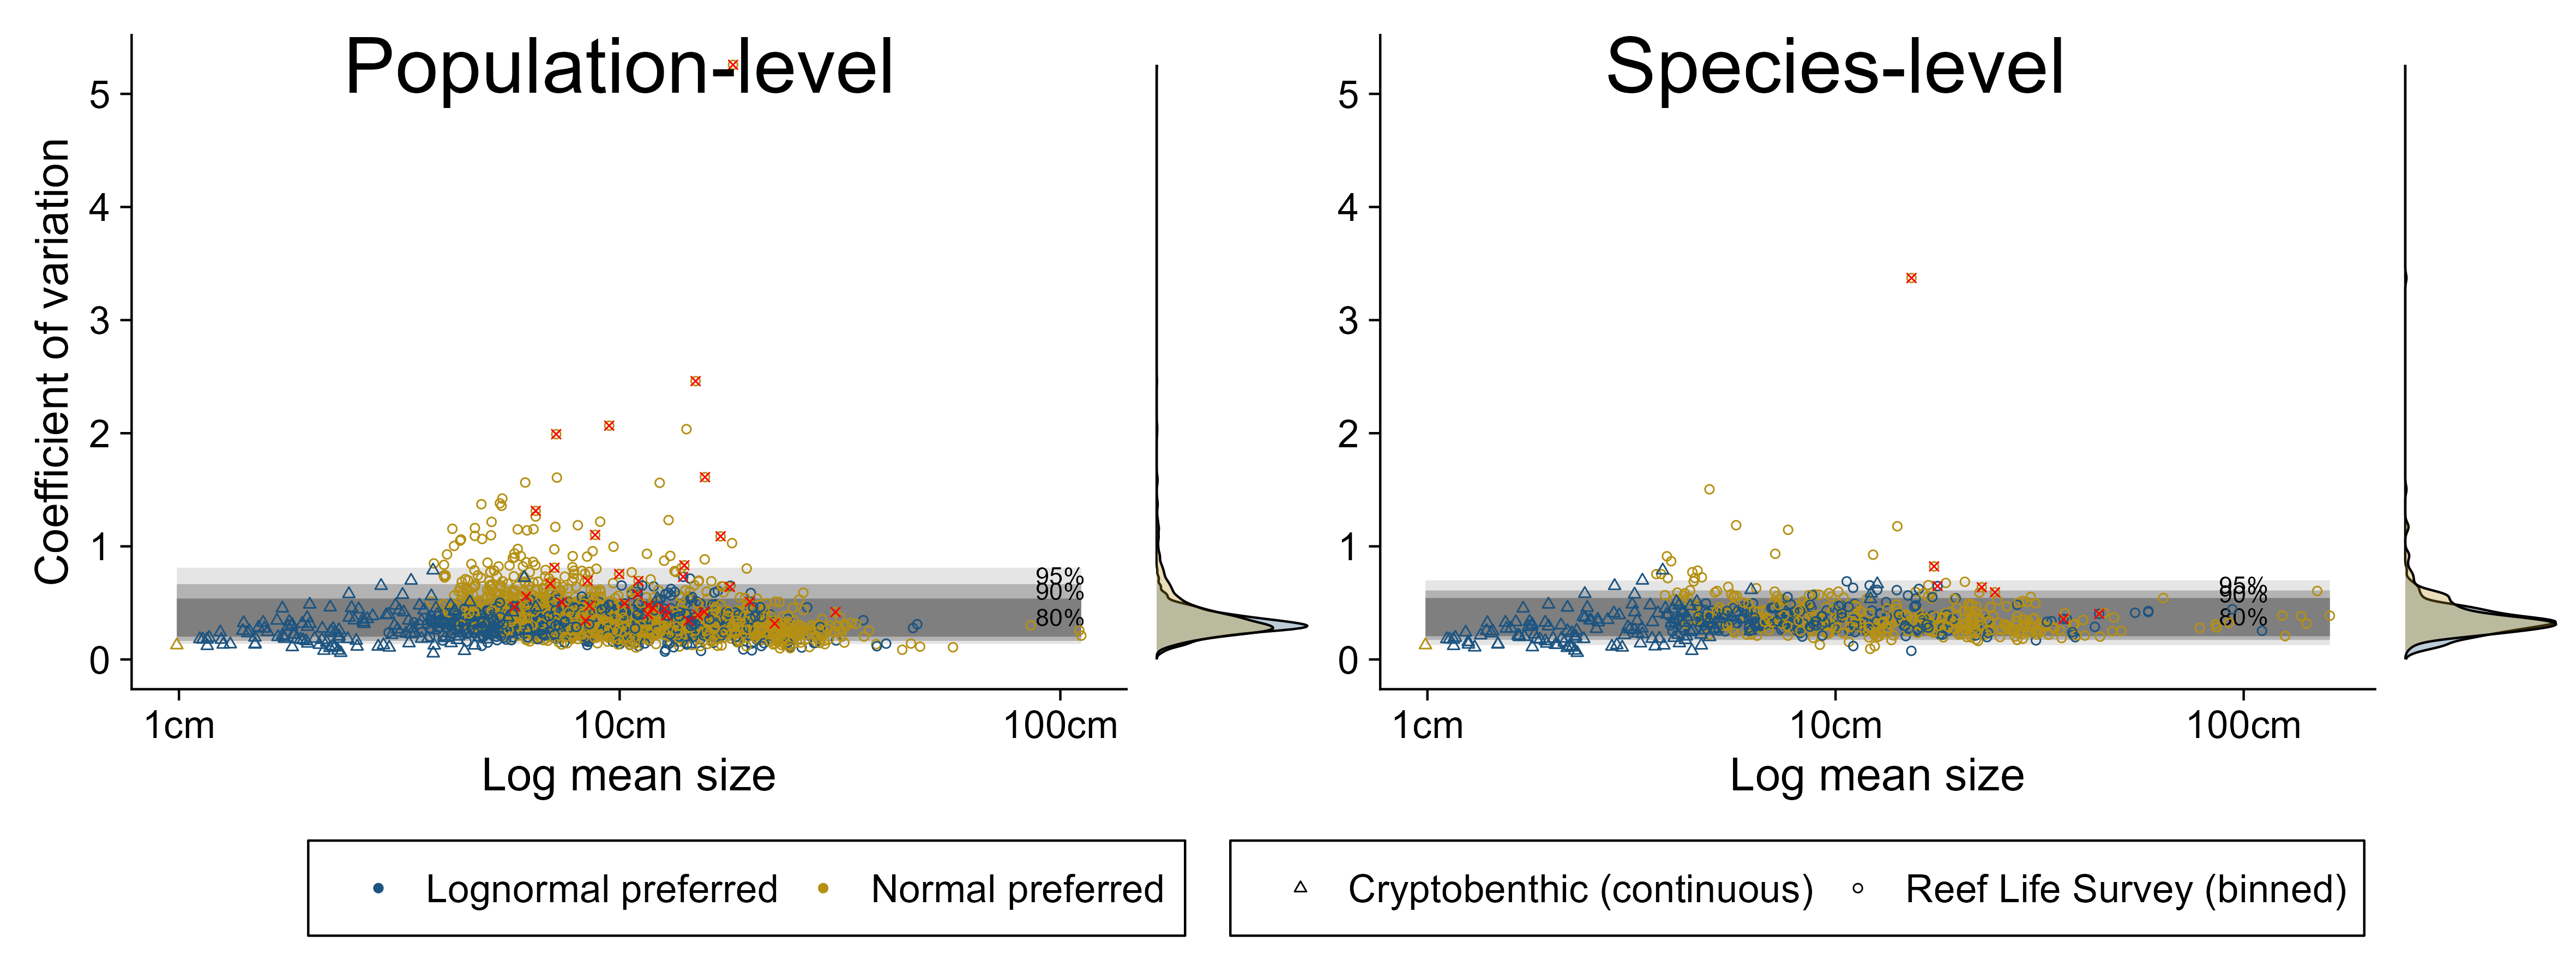 Population-level
Species-level
Coefficient of variation
5
4
3
2
1
0
95%
90%
80%
1cm
10cm
100cm
Log mean size
5
4
3
2
1
0
95%
90%
80%
1cm
10cm
100cm
Log mean size
Lognormal preferred
Normal preferred
Cryptobenthic (continuous)
Reef Life Survey (binned)